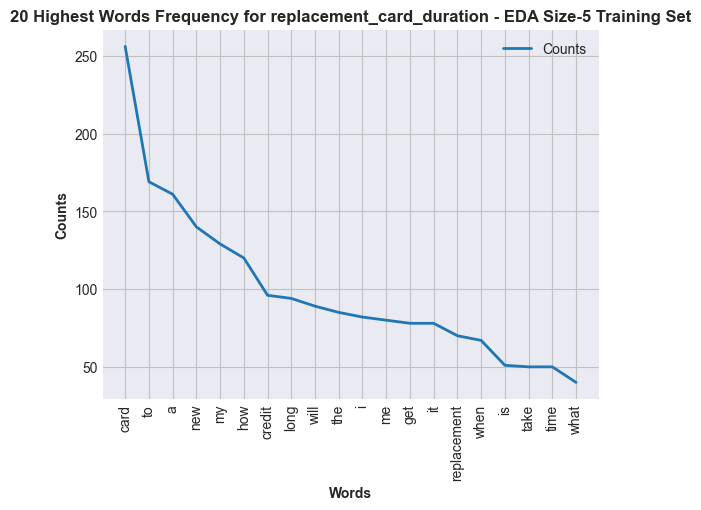 20 Highest Words Frequency for replacement_card_duration - EDA Size-5 Training Set
Counts
250
200
150
100
50
Counts
card
to
a
new
my
how
credit
long
will
the
i
me
get
it
replacement
when
is
take
time
what
Words